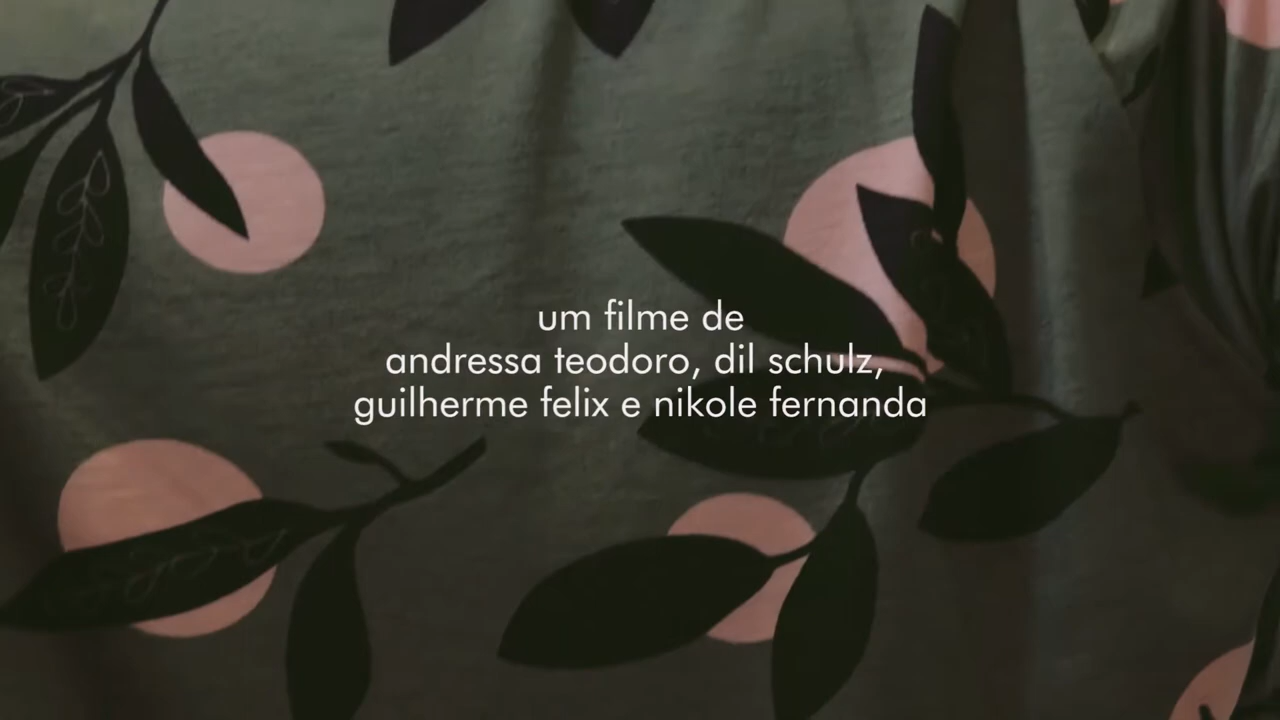 um filme de
andressa teodoro, dil schulz,
guilherme felix e nikole fernanda